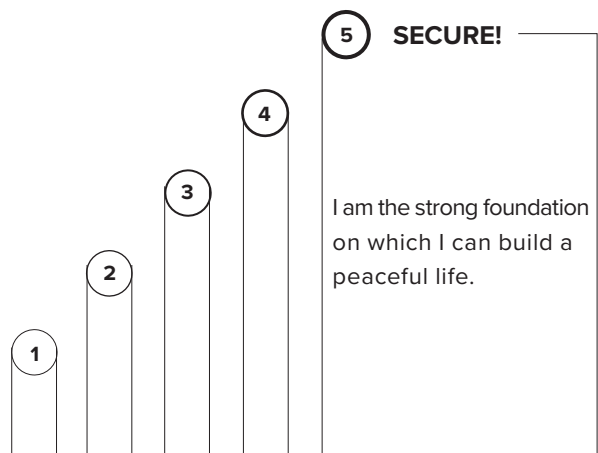 5 SECURE!
4
3
2
1
I am the strong foundation
on which I can build a
peaceful life.